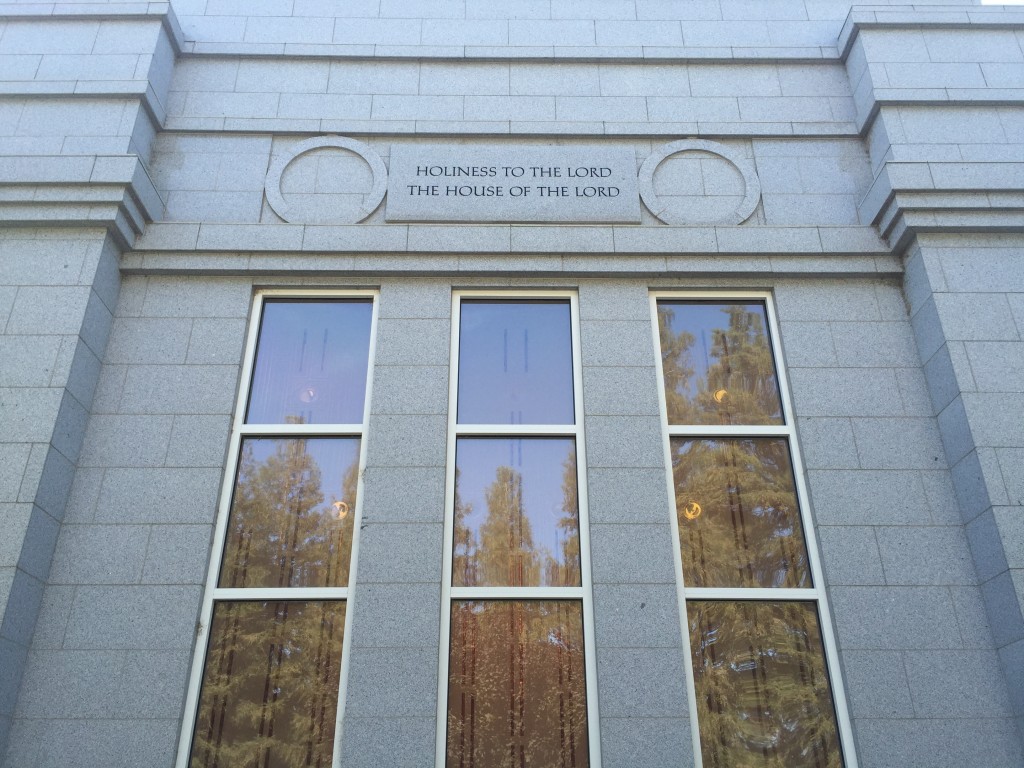 HOLINESS TO THE LORD
THE HOUSE OF THE LORD